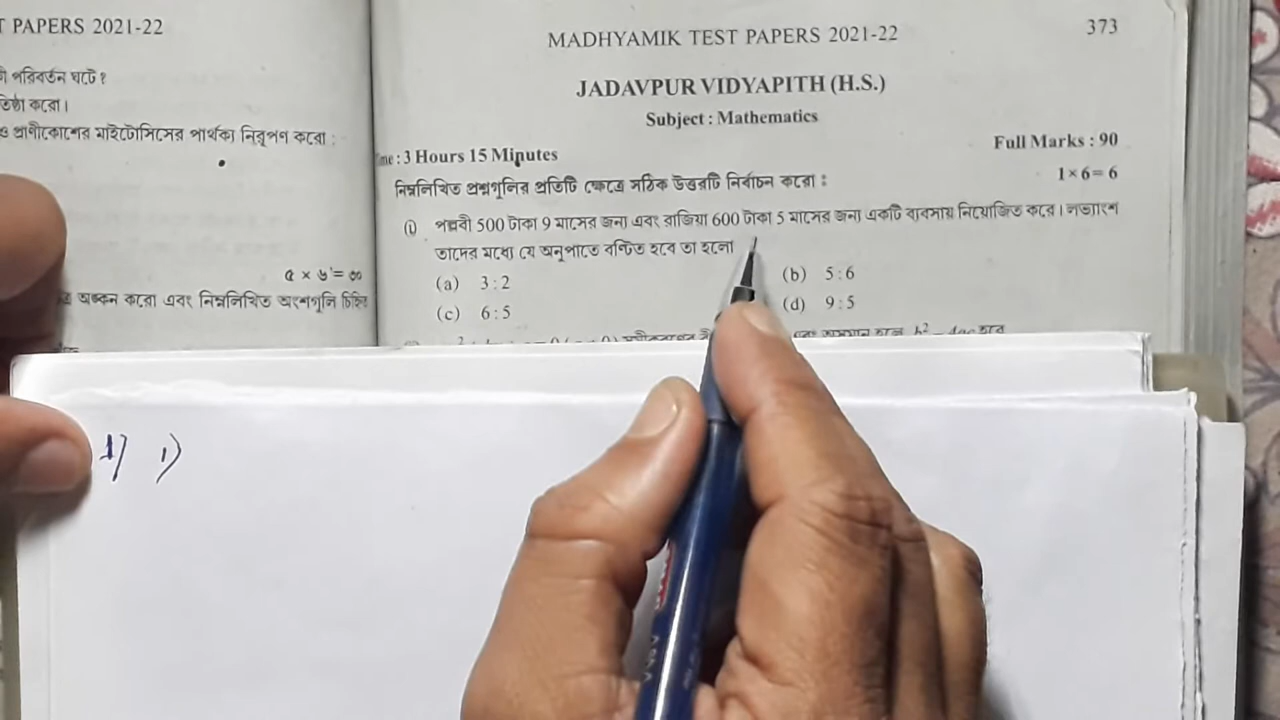 T PAPERS 2021-22
পরিবর্তন ঘটে?
করো।
ও প্রাণীকোশের মাইটোসিসের পার্থক্য নিরূপণ করো :
৫ × ৬ = ৩০
অঙ্কন করো এবং নিম্নলিখিত অংশগুলি চিহ্নিত
MADHYAMIK TEST PAPERS 2021-22
373
JADAVPUR VIDYAPITH (H.S.)
Subject : Mathematics
me : 3 Hours 15 Minutes
Full Marks : 90
নিম্নলিখিত প্রশ্নগুলির প্রতিটি ক্ষেত্রে সঠিক উত্তরটি নির্বাচন করো :
1 × 6 = 6
(i) পল্লবী 500 টাকা 9 মাসের জন্য এবং রাজিয়া 600 টাকা 5 মাসের জন্য একটি ব্যবসায় নিয়োজিত করে। লভ্যাংশ
তাদের মধ্যে যে অনুপাতে বণ্টিত হবে তা হলো
(a) 3 : 2
(b) 5 : 6
(c) 6 : 5
(d) 9 : 5
1) i)